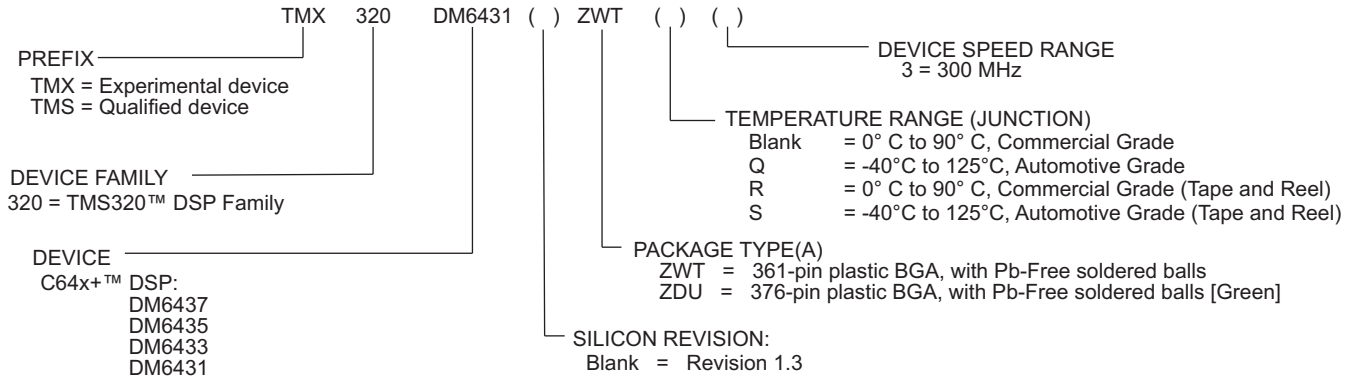 TMX 320 DM6431 ( ) ZWT ( ) ( )
PREFIX
TMX = Experimental device
TMS = Qualified device
DEVICE SPEED RANGE
3 = 300 MHz
TEMPERATURE RANGE (JUNCTION)
Blank = 0° C to 90° C, Commercial Grade
Q = -40°C to 125°C, Automotive Grade
R = 0° C to 90° C, Commercial Grade (Tape and Reel)
S = -40°C to 125°C, Automotive Grade (Tape and Reel)
DEVICE FAMILY
320 = TMS320™ DSP Family
PACKAGE TYPE(A)
ZWT = 361-pin plastic BGA, with Pb-Free soldered balls
ZDU = 376-pin plastic BGA, with Pb-Free soldered balls [Green]
DEVICE
C64x+™ DSP:
DM6437
DM6435
DM6433
DM6431
SILICON REVISION:
Blank = Revision 1.3